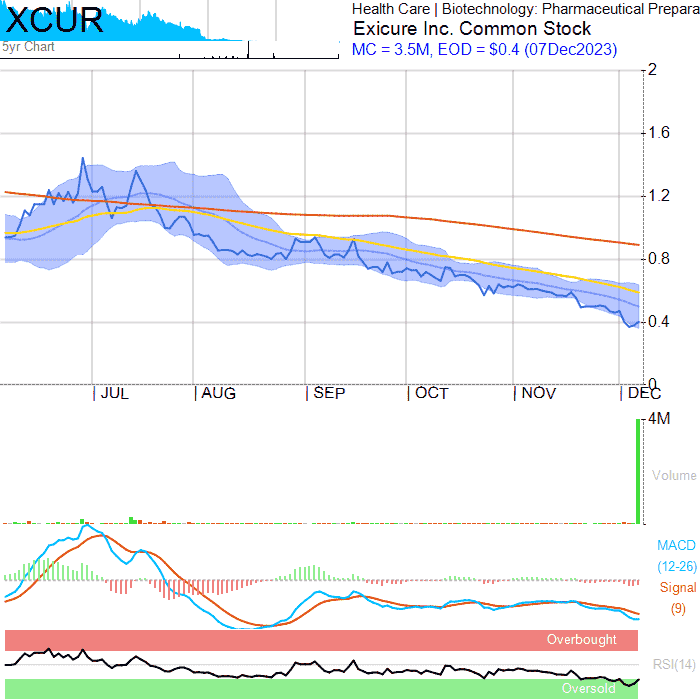 XCUR
5yr Chart
Health Care | Biotechnology: Pharmaceutical Prepara
Exicure Inc. Common Stock
MC = 3.5M, EOD = $0.4 (07Dec2023)
2
1.6
1.2
0.8
0.4
0
JUL AUG SEP OCT NOV DEC
4M
Volume
MACD
(12-26)
Signal
(9)
Overbought
RSI(14)
Oversold